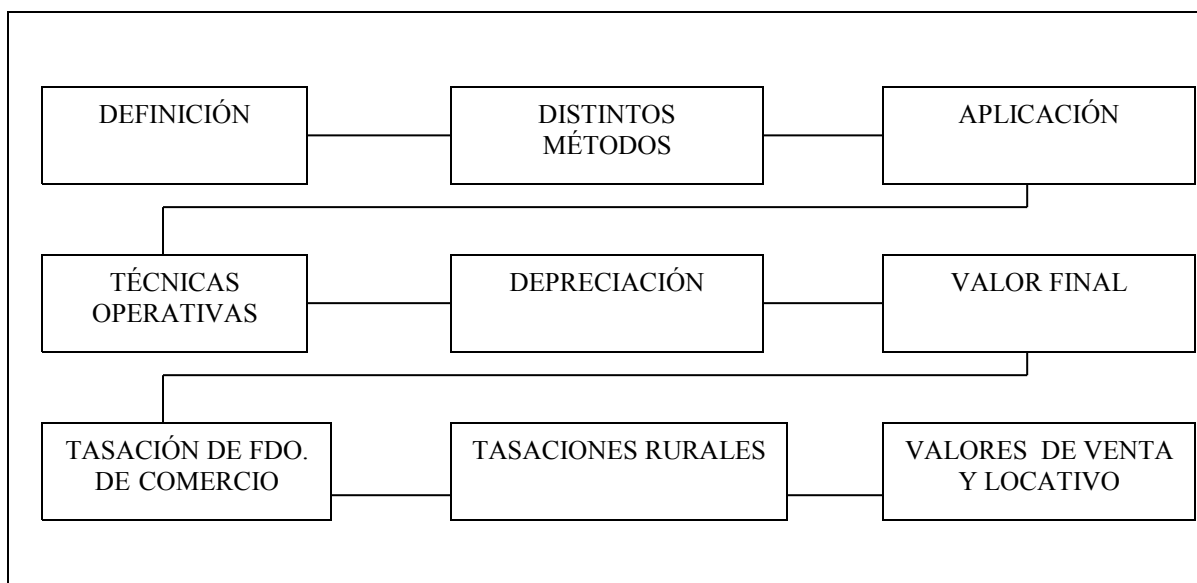 DEFINICIÓN
DISTINTOS
MÉTODOS
APLICACIÓN
TÉCNICAS
OPERATIVAS
DEPRECIACIÓN
VALOR FINAL
TASACIÓN DE FDO.
DE COMERCIO
TASACIONES RURALES
VALORES DE VENTA
Y LOCATIVO